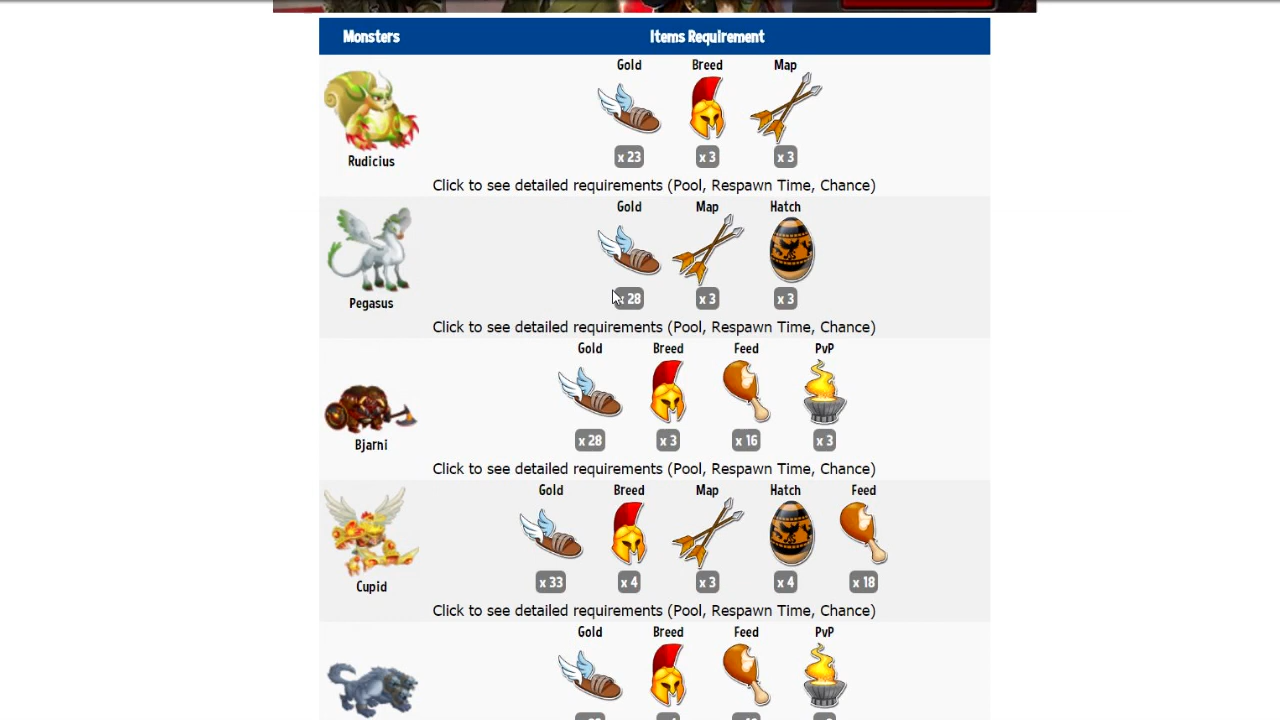 Monsters Items Requirement
Gold Breed Map
x 23 x 3 x 3
Rudicius
Click to see detailed requirements (Pool, Respawn Time, Chance)
Gold Map Hatch
x 28 x 3 x 3
Pegasus
Click to see detailed requirements (Pool, Respawn Time, Chance)
Gold Breed Feed PvP
x 28 x 3 x 16 x 3
Bjarni
Click to see detailed requirements (Pool, Respawn Time, Chance)
Gold Breed Map Hatch Feed
x 33 x 4 x 3 x 4 x 18
Cupid
Click to see detailed requirements (Pool, Respawn Time, Chance)
Gold Breed Feed PvP